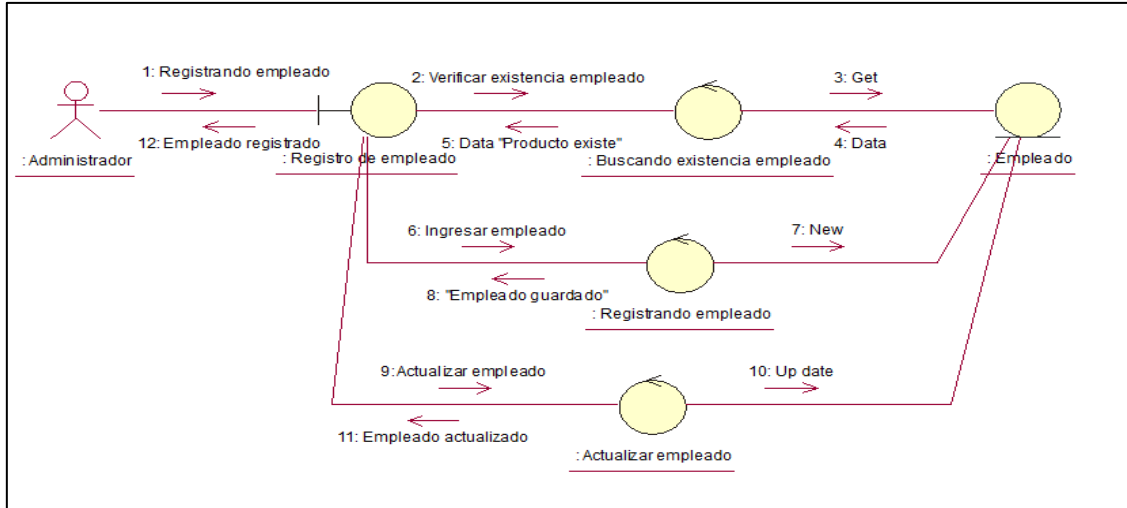 1: Registrando empleado
2: Verificar existencia empleado
3: Get
12: Empleado registrado
5: Data "Producto existe"
4: Data
: Administrador
: Registro de empleado
: Buscando existencia empleado
: Empleado
6: Ingresar empleado
7: New
8: "Empleado guardado"
: Registrando empleado
9: Actualizar empleado
10: Up date
11: Empleado actualizado
: Actualizar empleado